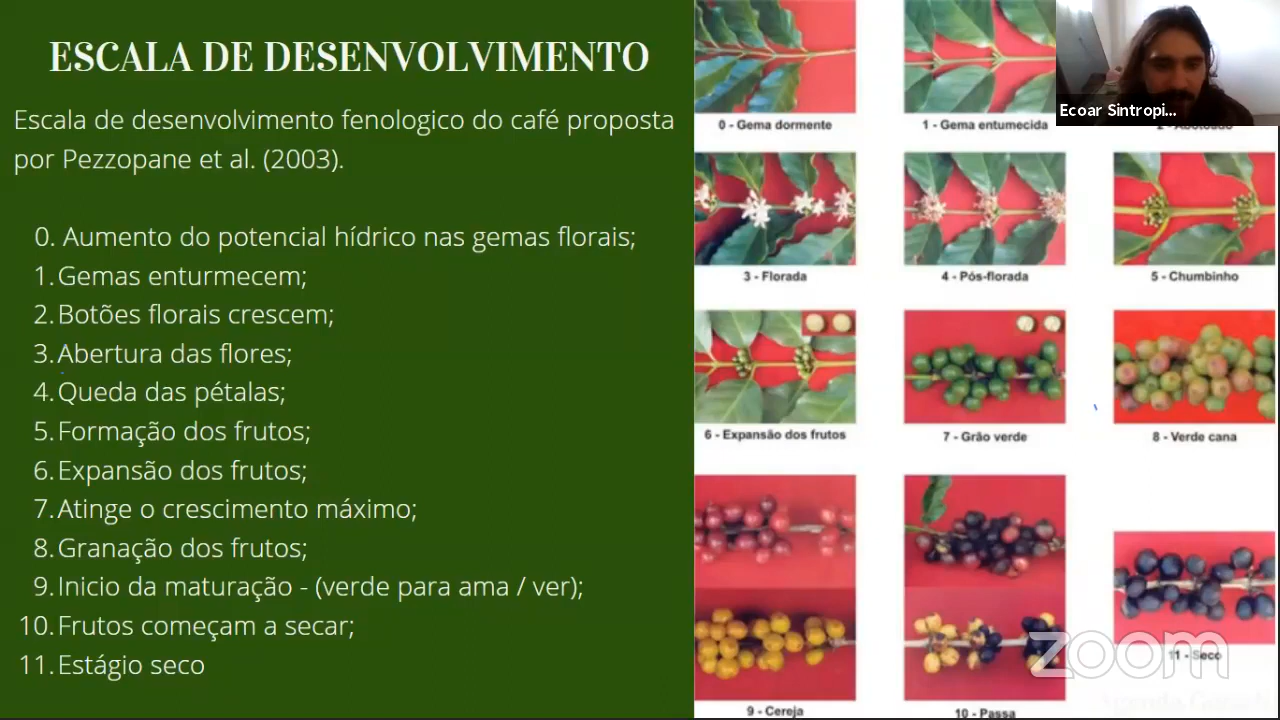 ESCALA DE DESENVOLVIMENTO
Escala de desenvolvimento fenologico do café proposta
por Pezzopane et al. (2003).
0. Aumento do potencial hídrico nas gemas florais;
1. Gemas enturmecem;
2. Botões florais crescem;
3. Abertura das flores;
4. Queda das pétalas;
5. Formação dos frutos;
6. Expansão dos frutos;
7. Atinge o crescimento máximo;
8. Granação dos frutos;
9. Inicio da maturação - (verde para ama / ver);
10. Frutos começam a secar;
11. Estágio seco
Ecoar Sintropi...
0 - Gema dormente
1 - Gema entumecida
3 - Florada
4 - Pós-florada
5 - Chumbinho
6 - Expansão dos frutos
7 - Grão verde
8 - Verde cana
9 - Cereja
10 - Passa
11 - Seco
zoom